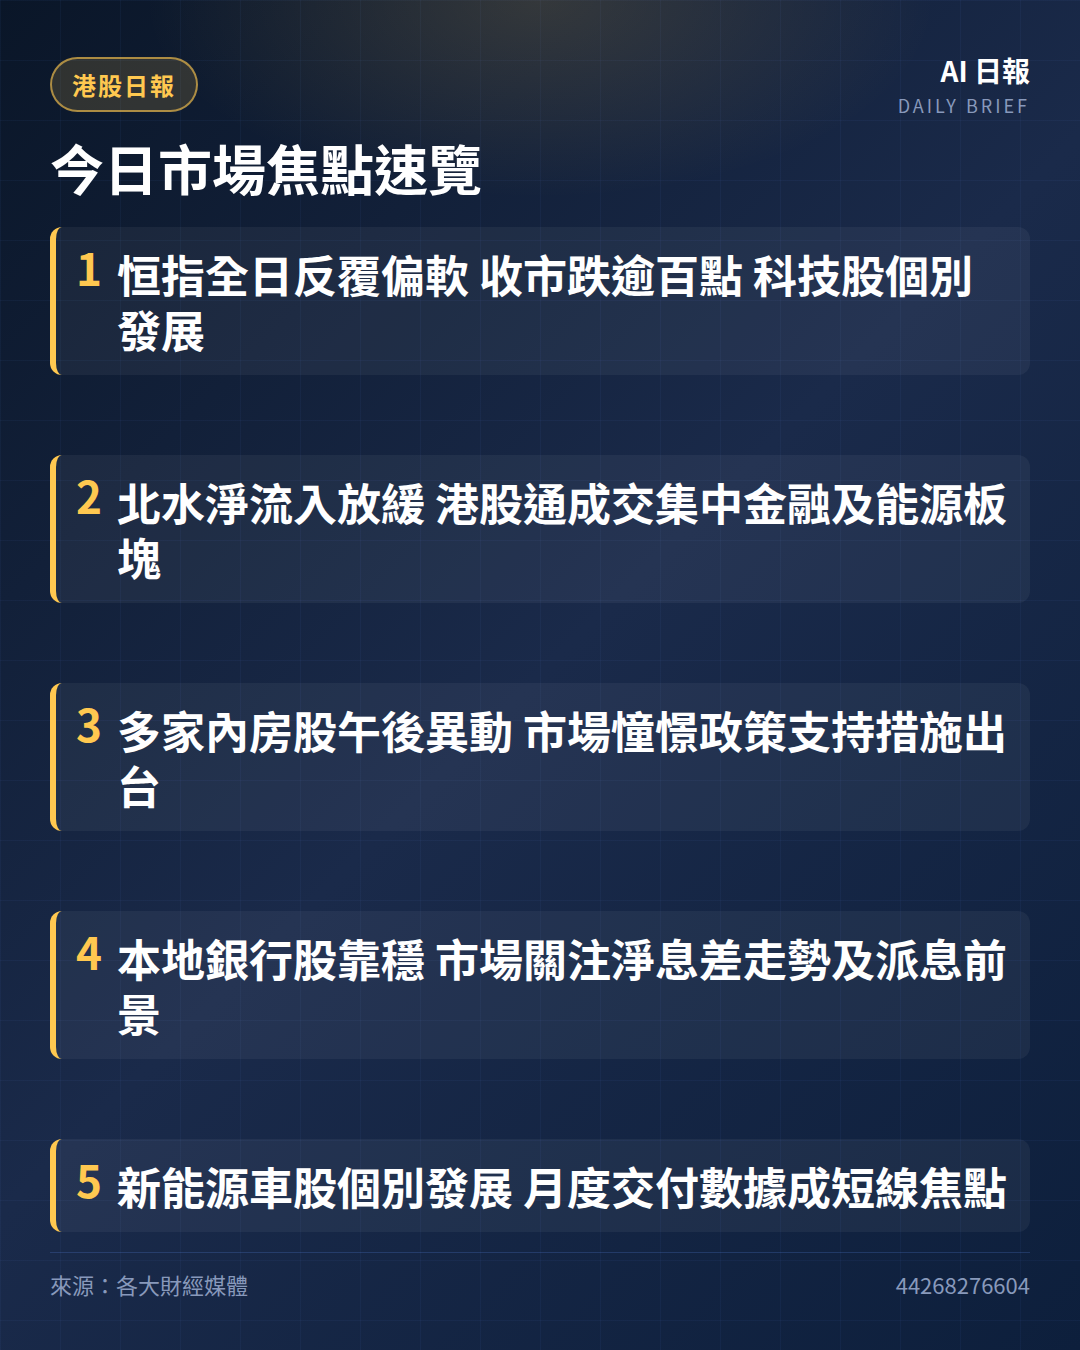 港股日報
AI 日報
DAILY BRIEF
今日市場焦點速覽
1 恒指全日反覆偏軟 收市跌逾百點 科技股個別
發展
2 北水淨流入放緩 港股通成交集中金融及能源板
塊
3 多家內房股午後異動 市場憧憬政策支持措施出
台
4 本地銀行股靠穩 市場關注淨息差走勢及派息前
景
5 新能源車股個別發展 月度交付數據成短線焦點
來源：各大財經媒體
44268276604